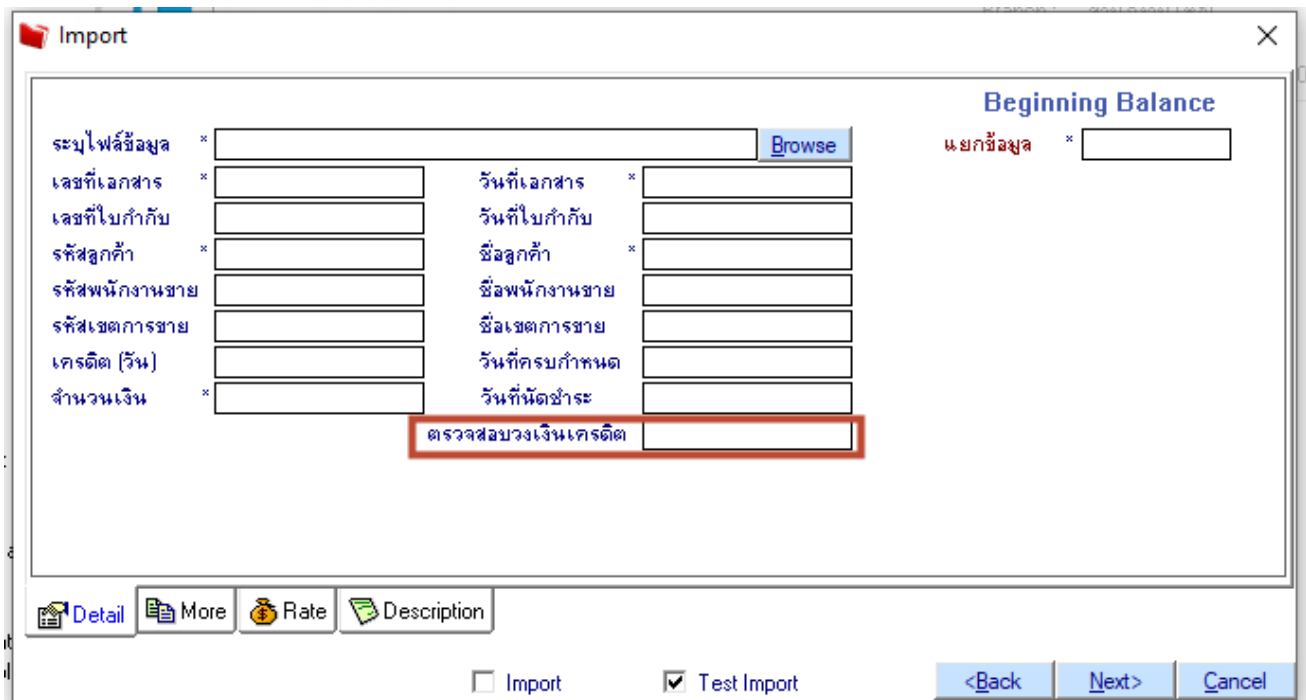 Import
Beginning Balance
ระบุไฟล์ข้อมูล * Browse แยกข้อมูล *
เลขที่เอกสาร * วันที่เอกสาร *
เลขที่ใบกำกับ วันที่ใบกำกับ
รหัสลูกค้า * ชื่อลูกค้า *
รหัสพนักงานขาย ชื่อพนักงานขาย
รหัสเขตการขาย ชื่อเขตการขาย
เครดิต (วัน) วันที่ครบกำหนด
จำนวนเงิน * วันที่นัดชำระ
ตรวจสอบวงเงินเครดิต
Detail More Rate Description
Import Test Import <Back Next> Cancel